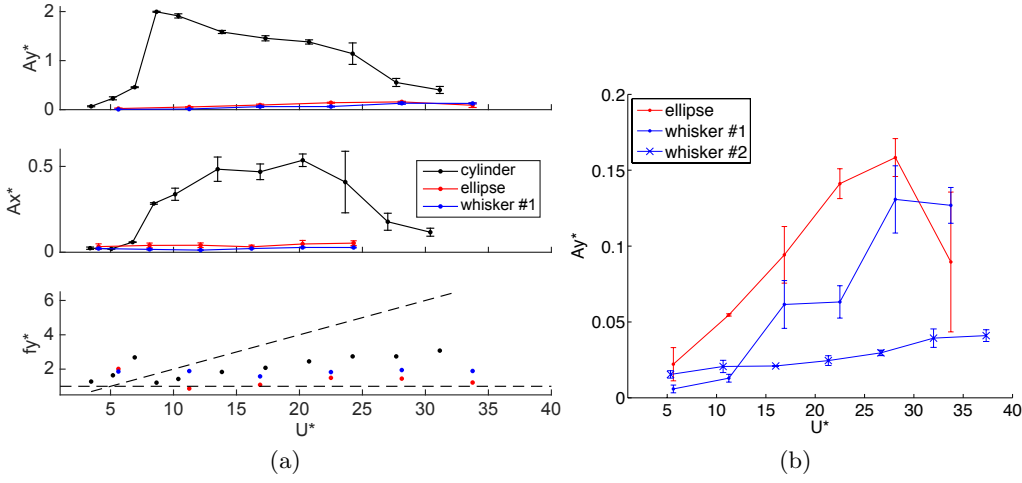 2
1
0
Ay*
0.5
0
Ax*
cylinder
ellipse
whisker #1
6
4
2
fy*
5 10 15 20 25 30 35 40
U*
(a)
0.2
0.15
0.1
0.05
0
Ay*
ellipse
whisker #1
whisker #2
5 10 15 20 25 30 35 40
U*
(b)